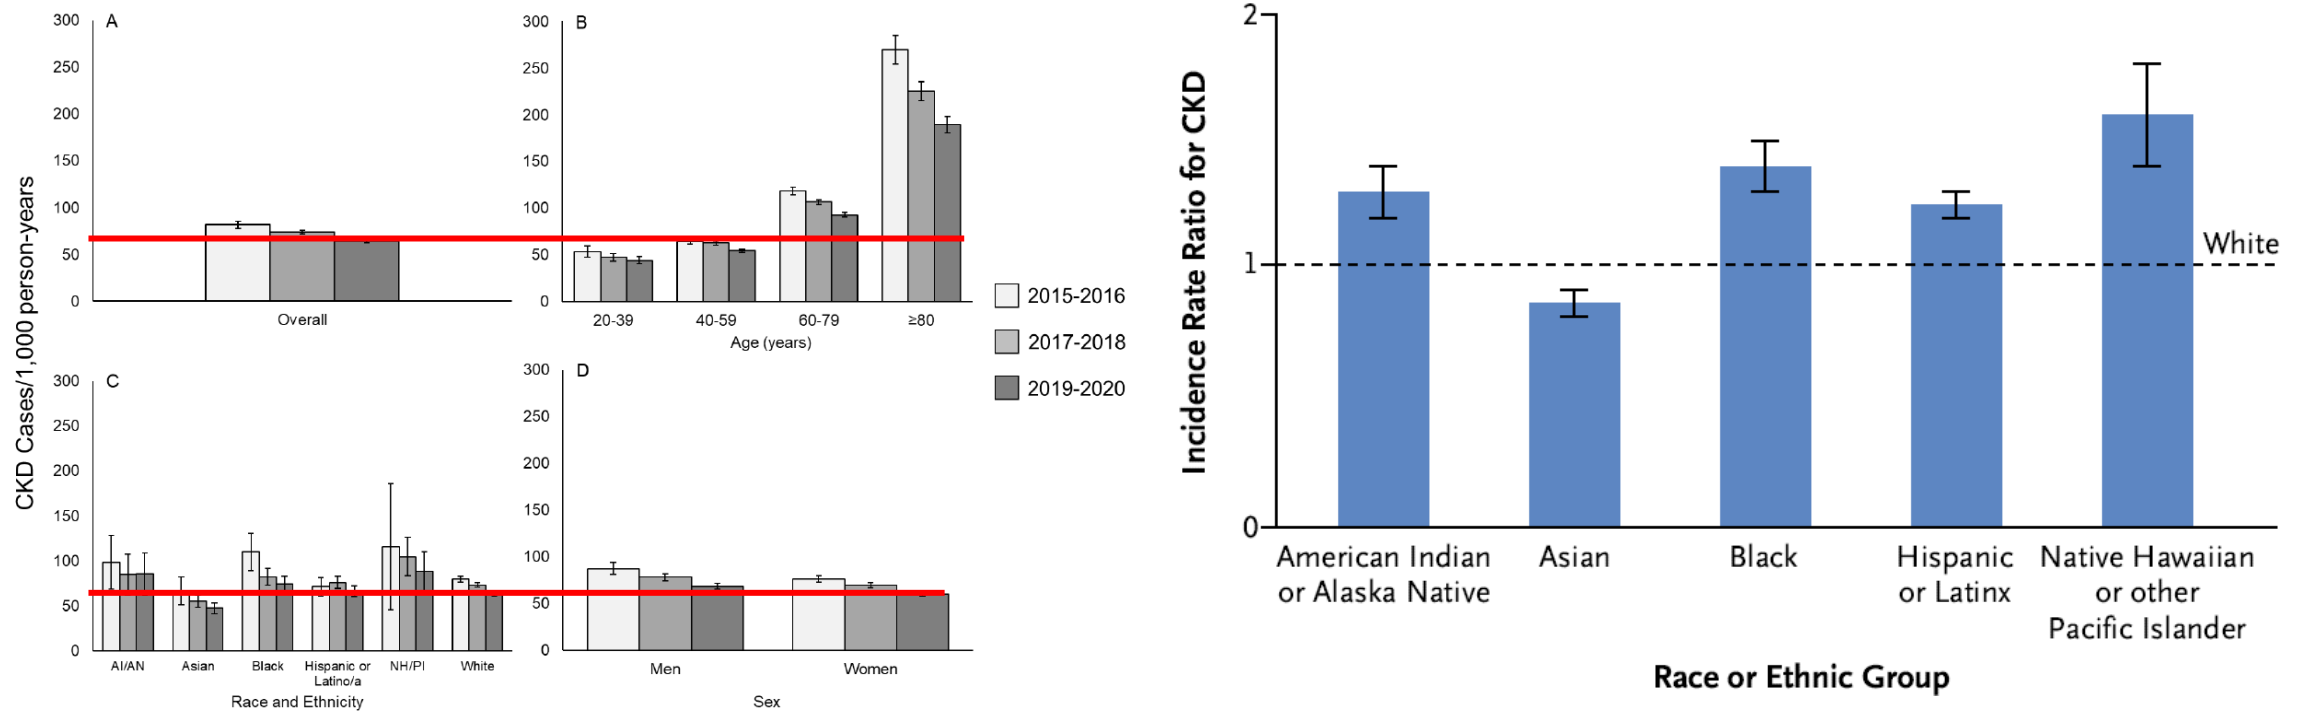 CKD Cases/1,000 person-years
A
300
250
200
150
100
50
0
Overall
B
300
250
200
150
100
50
0
20-39 40-59 60-79 ≥80
Age (years)
C
300
250
200
150
100
50
0
AI/AN Asian Black Hispanic or Latino/a NH/PI White
Race and Ethnicity
D
300
250
200
150
100
50
0
Men Women
Sex
2015-2016
2017-2018
2019-2020
Incidence Rate Ratio for CKD
2
1
0
White
American Indian
or Alaska Native
Asian
Black
Hispanic
or Latinx
Native Hawaiian
or other
Pacific Islander
Race or Ethnic Group